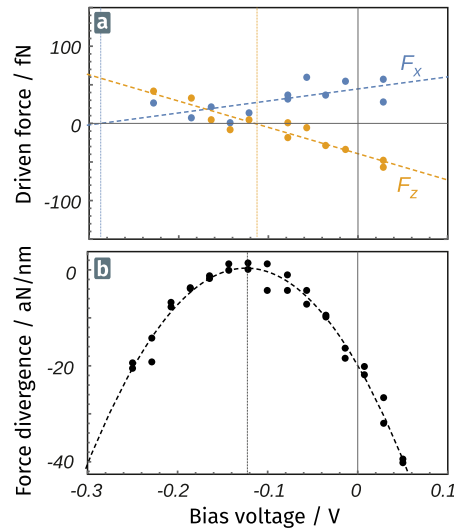 a
Driven force / fN
100
0
-100
Fx
Fz
b
Force divergence / aN/nm
0
-20
-40
-0.3 -0.2 -0.1 0 0.1
Bias voltage / V